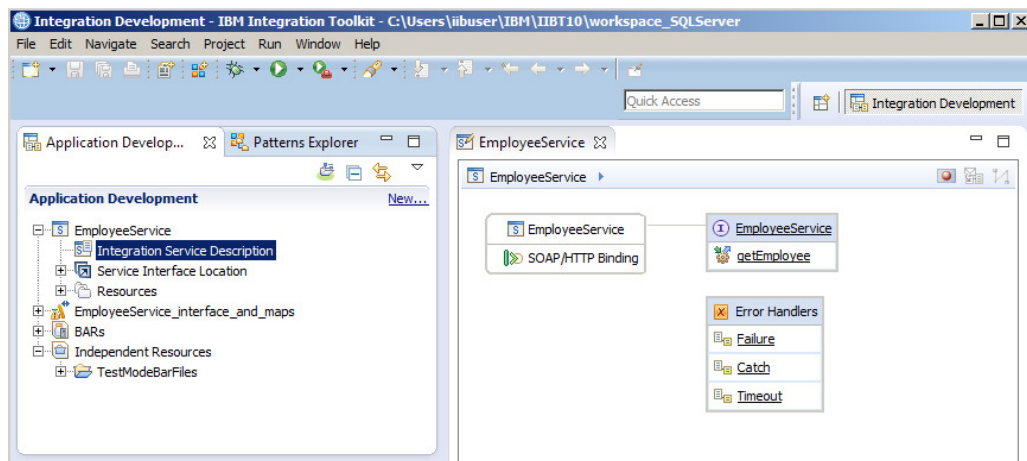 Integration Development - IBM Integration Toolkit - C:\Users\iibuser\IBM\IIBT10\workspace_SQLServer
File Edit Navigate Search Project Run Window Help
Quick Access
Integration Development
Application Develop...
Patterns Explorer
Application Development
New...
EmployeeService
Integration Service Description
Service Interface Location
Resources
EmployeeService_interface_and_maps
BARs
Independent Resources
TestModeBarFiles
EmployeeService
EmployeeService
EmployeeService
SOAP/HTTP Binding
EmployeeService
getEmployee
Error Handlers
Failure
Catch
Timeout